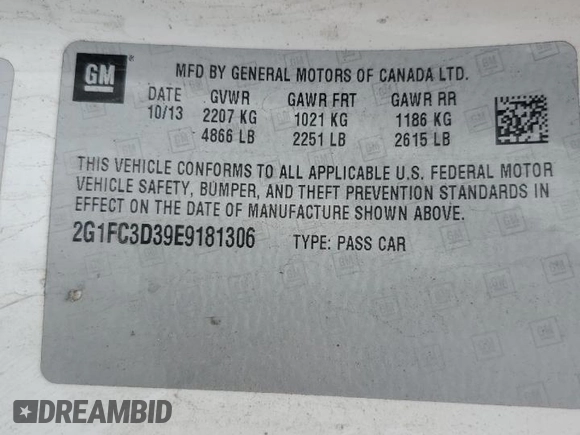 GM
®
MFD BY GENERAL MOTORS OF CANADA LTD.
DATE GVWR GAWR FRT GAWR RR
10/13 2207 KG 1021 KG 1186 KG
4866 LB 2251 LB 2615 LB
THIS VEHICLE CONFORMS TO ALL APPLICABLE U.S. FEDERAL MOTOR
VEHICLE SAFETY, BUMPER, AND THEFT PREVENTION STANDARDS IN
EFFECT ON THE DATE OF MANUFACTURE SHOWN ABOVE.
2G1FC3D39E9181306 TYPE: PASS CAR
DREAMBID